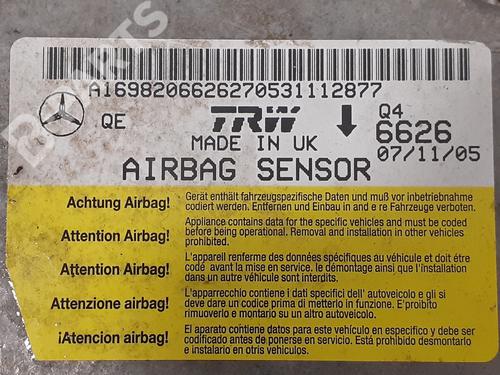 A16982066262705311112877
QE
TRW
Q4
MADE IN UK
6626
07/11/05
AIRBAG SENSOR
Achtung Airbag!
Gerät enthält fahrzeugspezifische Daten und muß vor inbetriebnahme
codiert werden. Entfernen und Einbau in and e re Fahrzeuge verboten.
Attention Airbag!
Appliance contains data for the specific vehicles and must be coded
before being operational. Removal and installation in other vehicles
prohibited.
Attention Airbag!
L'appareil renferme des données spécifiques au véhicule et doit être
codé avant la mise en service. le démontage ainsi que l'installation
dans un autre véhicule sont interdits.
Attenzione airbag!
L'apparecchio contiene i dati specifici dell' autoveicolo e gli si
deve dare un codice prima di metterlo in funzione. E'proibito
rimuoverlo e montarlo su un altro autoveicolo.
¡Atencion airbag!
El aparato contiene datos para este vehículo en especifico y debe ser
codificado antes de ponerse en servicio. Está prohibido desmontarlo
e instalarlo en otris vehículos.